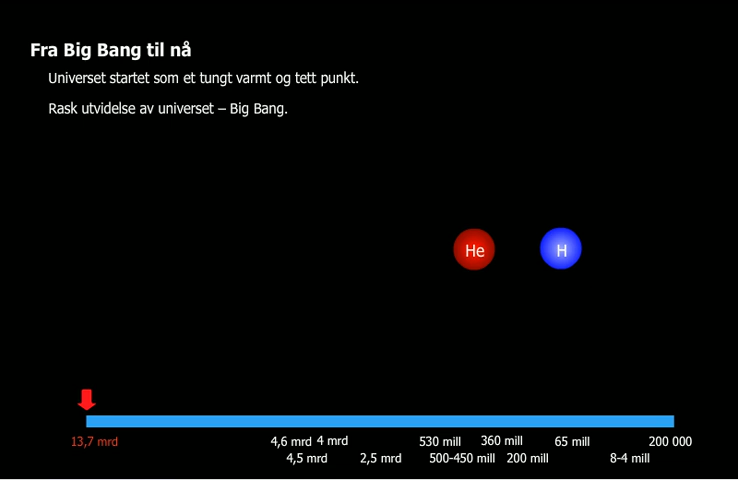 Fra Big Bang til nå
Universet startet som et tungt varmt og tett punkt.
Rask utvidelse av universet – Big Bang.
He H
13,7 mrd 4,6 mrd 4 mrd 530 mill 360 mill 65 mill 200 000
4,5 mrd 2,5 mrd 500-450 mill 200 mill 8-4 mill